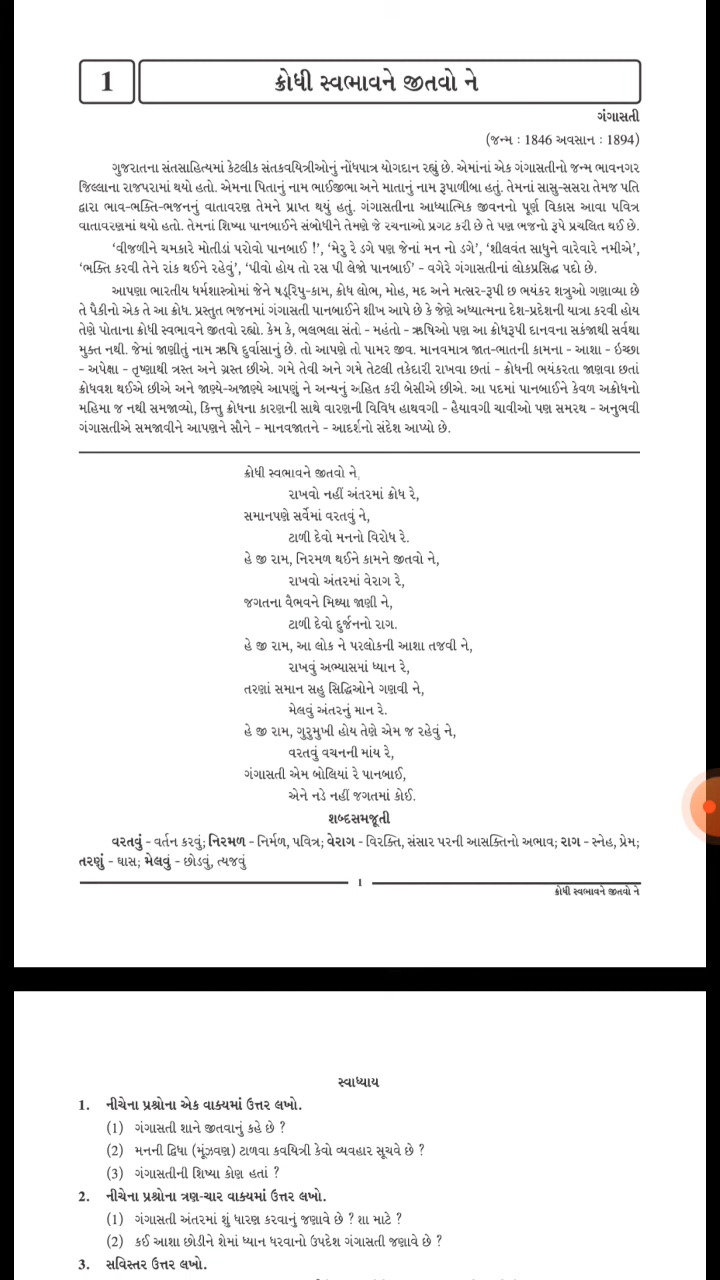 1
ક્રોધી સ્વભાવને જીતવો ને
ગંગાસતી
(જન્મ : 1846 અવસાન : 1894)
ગુજરાતના સંતસાહિત્યમાં કેટલીક સંતકવયિત્રીઓનું નોંધપાત્ર યોગદાન રહ્યું છે. એમાંનાં એક ગંગાસતીનો જન્મ ભાવનગર
જિલ્લાના રાજપરામાં થયો હતો. એમના પિતાનું નામ ભાઈજીભા અને માતાનું નામ રૂપાળીબા હતું. તેમનાં સાસુ-સસરા તેમજ પતિ
દ્વારા ભાવ-ભક્તિ-ભજનનું વાતાવરણ તેમને પ્રાપ્ત થયું હતું. ગંગાસતીના આધ્યાત્મિક જીવનનો પૂર્ણ વિકાસ આવા પવિત્ર
વાતાવરણમાં થયો હતો. તેમનાં શિષ્યા પાનબાઈને સંબોધીને તેમણે જે રચનાઓ પ્રગટ કરી છે તે પણ ભજનો રૂપે પ્રચલિત થઈ છે.
‘વીજળીને ચમકારે મોતીડાં પરોવો પાનબાઈ !’, ‘મેરુ રે ડગે પણ જેનાં મન નો ડગે’, ‘શીલવંત સાધુને વારેવારે નમીએ’,
‘ભક્તિ કરવી તેને રાંક થઈને રહેવું’, ‘પીવો હોય તો રસ પી લેજો પાનબાઈ’ – વગેરે ગંગાસતીનાં લોકપ્રસિદ્ધ પદો છે.
આપણા ભારતીય ધર્મશાસ્ત્રોમાં જેને ષડ્‌રિપુ-કામ, ક્રોધ લોભ, મોહ, મદ અને મત્સર-રૂપી છ ભયંકર શત્રુઓ ગણાવ્યા છે
તે પૈકીનો એક તે આ ક્રોધ. પ્રસ્તુત ભજનમાં ગંગાસતી પાનબાઈને શીખ આપે છે કે જેણે અધ્યાત્મના દેશ-પ્રદેશની યાત્રા કરવી હોય
તેણે પોતાના ક્રોધી સ્વભાવને જીતવો રહ્યો. કેમ કે, ભલભલા સંતો – મહંતો – ઋષિઓ પણ આ ક્રોધરૂપી દાનવના સકંજાથી સર્વથા
મુક્ત નથી. જેમાં જાણીતું નામ ઋષિ દુર્વાસાનું છે. તો આપણે તો પામર જીવ. માનવમાત્ર જાત-ભાતની કામના – આશા – ઇચ્છા
– અપેક્ષા – તૃષ્ણાથી ત્રસ્ત અને ગ્રસ્ત છીએ. ગમે તેવી અને ગમે તેટલી તકેદારી રાખવા છતાં – ક્રોધની ભયંકરતા જાણવા છતાં
ક્રોધવશ થઈએ છીએ અને જાણ્યે-અજાણ્યે આપણું ને અન્યનું અહિત કરી બેસીએ છીએ. આ પદમાં પાનબાઈને કેવળ અક્રોધનો
મહિમા જ નથી સમજાવ્યો, કિન્તુ ક્રોધના કારણની સાથે વારણની વિવિધ હાથવગી – હૈયાવગી ચાવીઓ પણ સમરથ – અનુભવી
ગંગાસતીએ સમજાવીને આપણને સૌને – માનવજાતને – આદર્શનો સંદેશ આપ્યો છે.
ક્રોધી સ્વભાવને જીતવો ને,
રાખવો નહીં અંતરમાં ક્રોધ રે,
સમાનપણે સર્વેમાં વરતવું ને,
ટાળી દેવો મનનો વિરોધ રે.
હે જી રામ, નિરમળ થઈને કામને જીતવો ને,
રાખવો અંતરમાં વેરાગ રે,
જગતના વૈભવને મિથ્યા જાણી ને,
ટાળી દેવો દુર્જનનો રાગ.
હે જી રામ, આ લોક ને પરલોકની આશા તજવી ને,
રાખવું અભ્યાસમાં ધ્યાન રે,
તરણાં સમાન સહુ સિદ્ધિઓને ગણવી ને,
મેલવું અંતરનું માન રે.
હે જી રામ, ગુરુમુખી હોય તેણે એમ જ રહેવું ને,
વરતવું વચનની માંય રે,
ગંગાસતી એમ બોલિયાં રે પાનબાઈ,
એને નડે નહીં જગતમાં કોઈ.
શબ્દસમજૂતી
વરતવું – વર્તન કરવું; નિરમળ – નિર્મળ, પવિત્ર; વેરાગ – વિરક્તિ, સંસાર પરની આસક્તિનો અભાવ; રાગ – સ્નેહ, પ્રેમ;
તરણું – ઘાસ; મેલવું – છોડવું, ત્યજવું
1
ક્રોધી સ્વભાવને જીતવો ને
સ્વાધ્યાય
1. નીચેના પ્રશ્નોના એક વાક્યમાં ઉત્તર લખો.
(1) ગંગાસતી શાને જીતવાનું કહે છે ?
(2) મનની દ્વિધા (મૂંઝવણ) ટાળવા કવયિત્રી કેવો વ્યવહાર સૂચવે છે ?
(3) ગંગાસતીની શિષ્યા કોણ હતાં ?
2. નીચેના પ્રશ્નોના ત્રણ-ચાર વાક્યમાં ઉત્તર લખો.
(1) ગંગાસતી અંતરમાં શું ધારણ કરવાનું જણાવે છે ? શા માટે ?
(2) કઈ આશા છોડીને શેમાં ધ્યાન ધરવાનો ઉપદેશ ગંગાસતી જણાવે છે ?
3. સવિસ્તર ઉત્તર લખો.